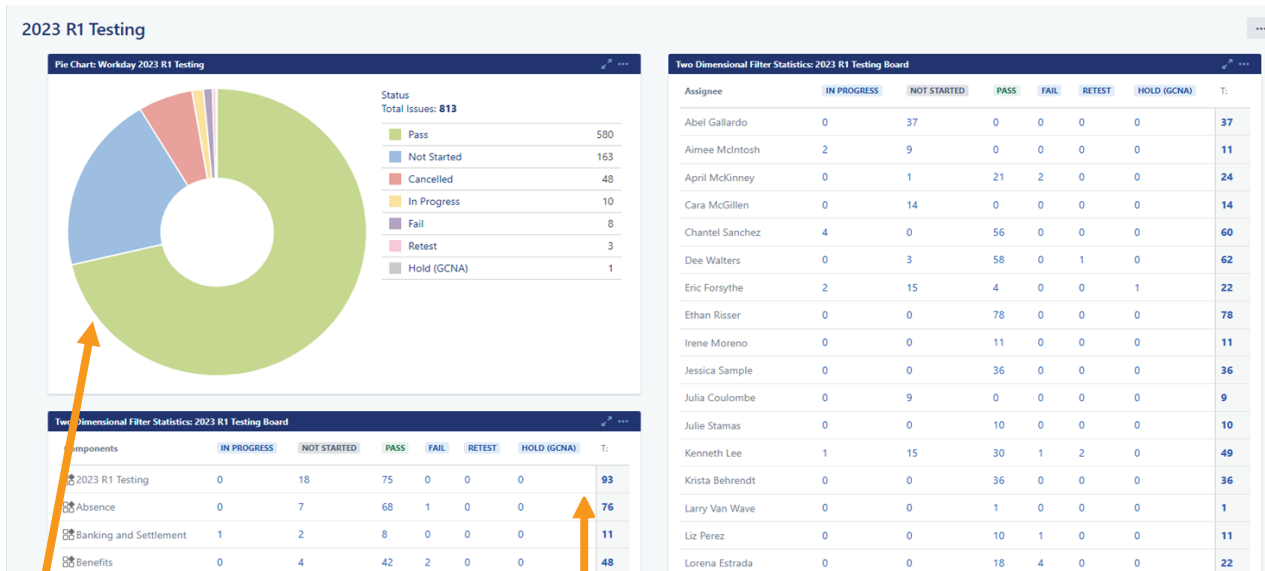 2023 R1 Testing
Pie Chart: Workday 2023 R1 Testing
Status
Total Issues: 813
Pass 580
Not Started 163
Cancelled 48
In Progress 10
Fail 8
Retest 3
Hold (GCNA) 1
Two Dimensional Filter Statistics: 2023 R1 Testing Board
Components IN PROGRESS NOT STARTED PASS FAIL RETEST HOLD (GCNA) T:
2023 R1 Testing 0 18 75 0 0 0 93
Absence 0 7 68 1 0 0 76
Banking and Settlement 1 2 8 0 0 0 11
Benefits 0 4 42 2 0 0 48
Two Dimensional Filter Statistics: 2023 R1 Testing Board
Assignee IN PROGRESS NOT STARTED PASS FAIL RETEST HOLD (GCNA) T:
Abel Gallardo 0 37 0 0 0 0 37
Aimee McIntosh 2 9 0 0 0 0 11
April McKinney 0 1 21 2 0 0 24
Cara McGillen 0 14 0 0 0 0 14
Chantel Sanchez 4 0 56 0 0 0 60
Dee Walters 0 3 58 0 1 0 62
Eric Forsythe 2 15 4 0 0 1 22
Ethan Risser 0 0 78 0 0 0 78
Irene Moreno 0 0 11 0 0 0 11
Jessica Sample 0 0 36 0 0 0 36
Julia Coulombe 0 9 0 0 0 0 9
Julie Stamas 0 0 10 0 0 0 10
Kenneth Lee 1 15 30 1 2 0 49
Krista Behrendt 0 0 36 0 0 0 36
Larry Van Wave 0 0 1 0 0 0 1
Liz Perez 0 0 10 1 0 0 11
Lorena Estrada 0 0 18 4 0 0 22